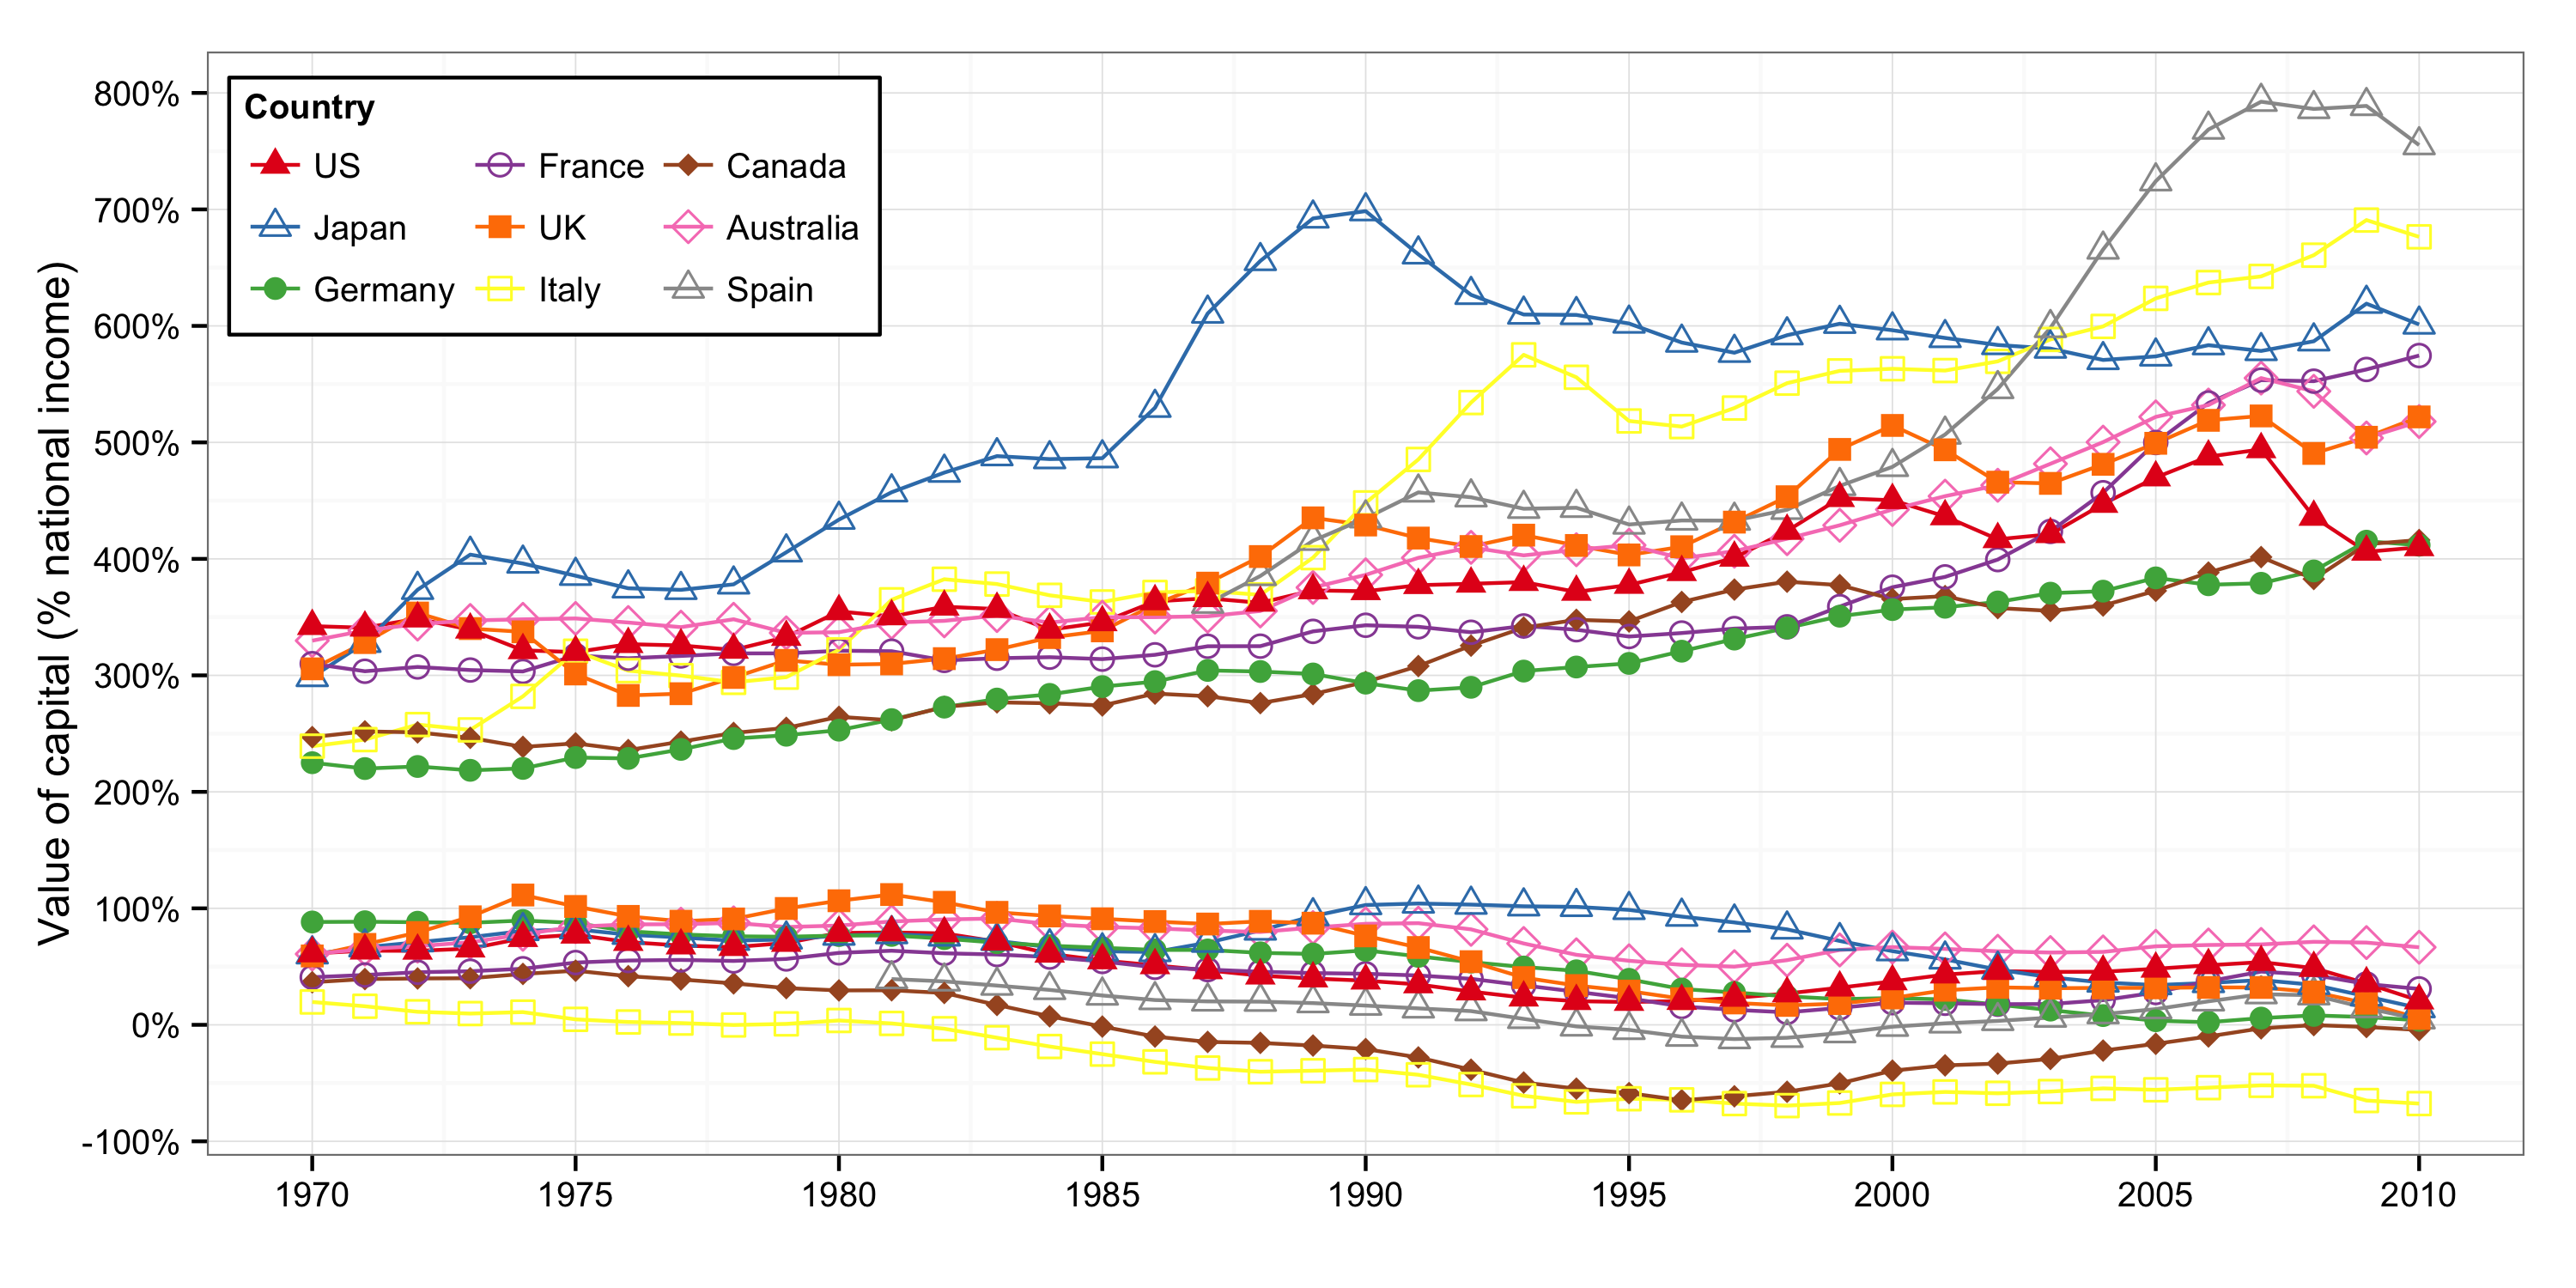 Value of capital (% national income)
800%
700%
600%
500%
400%
300%
200%
100%
0%
-100%
Country
US France Canada
Japan UK Australia
Germany Italy Spain
1970 1975 1980 1985 1990 1995 2000 2005 2010